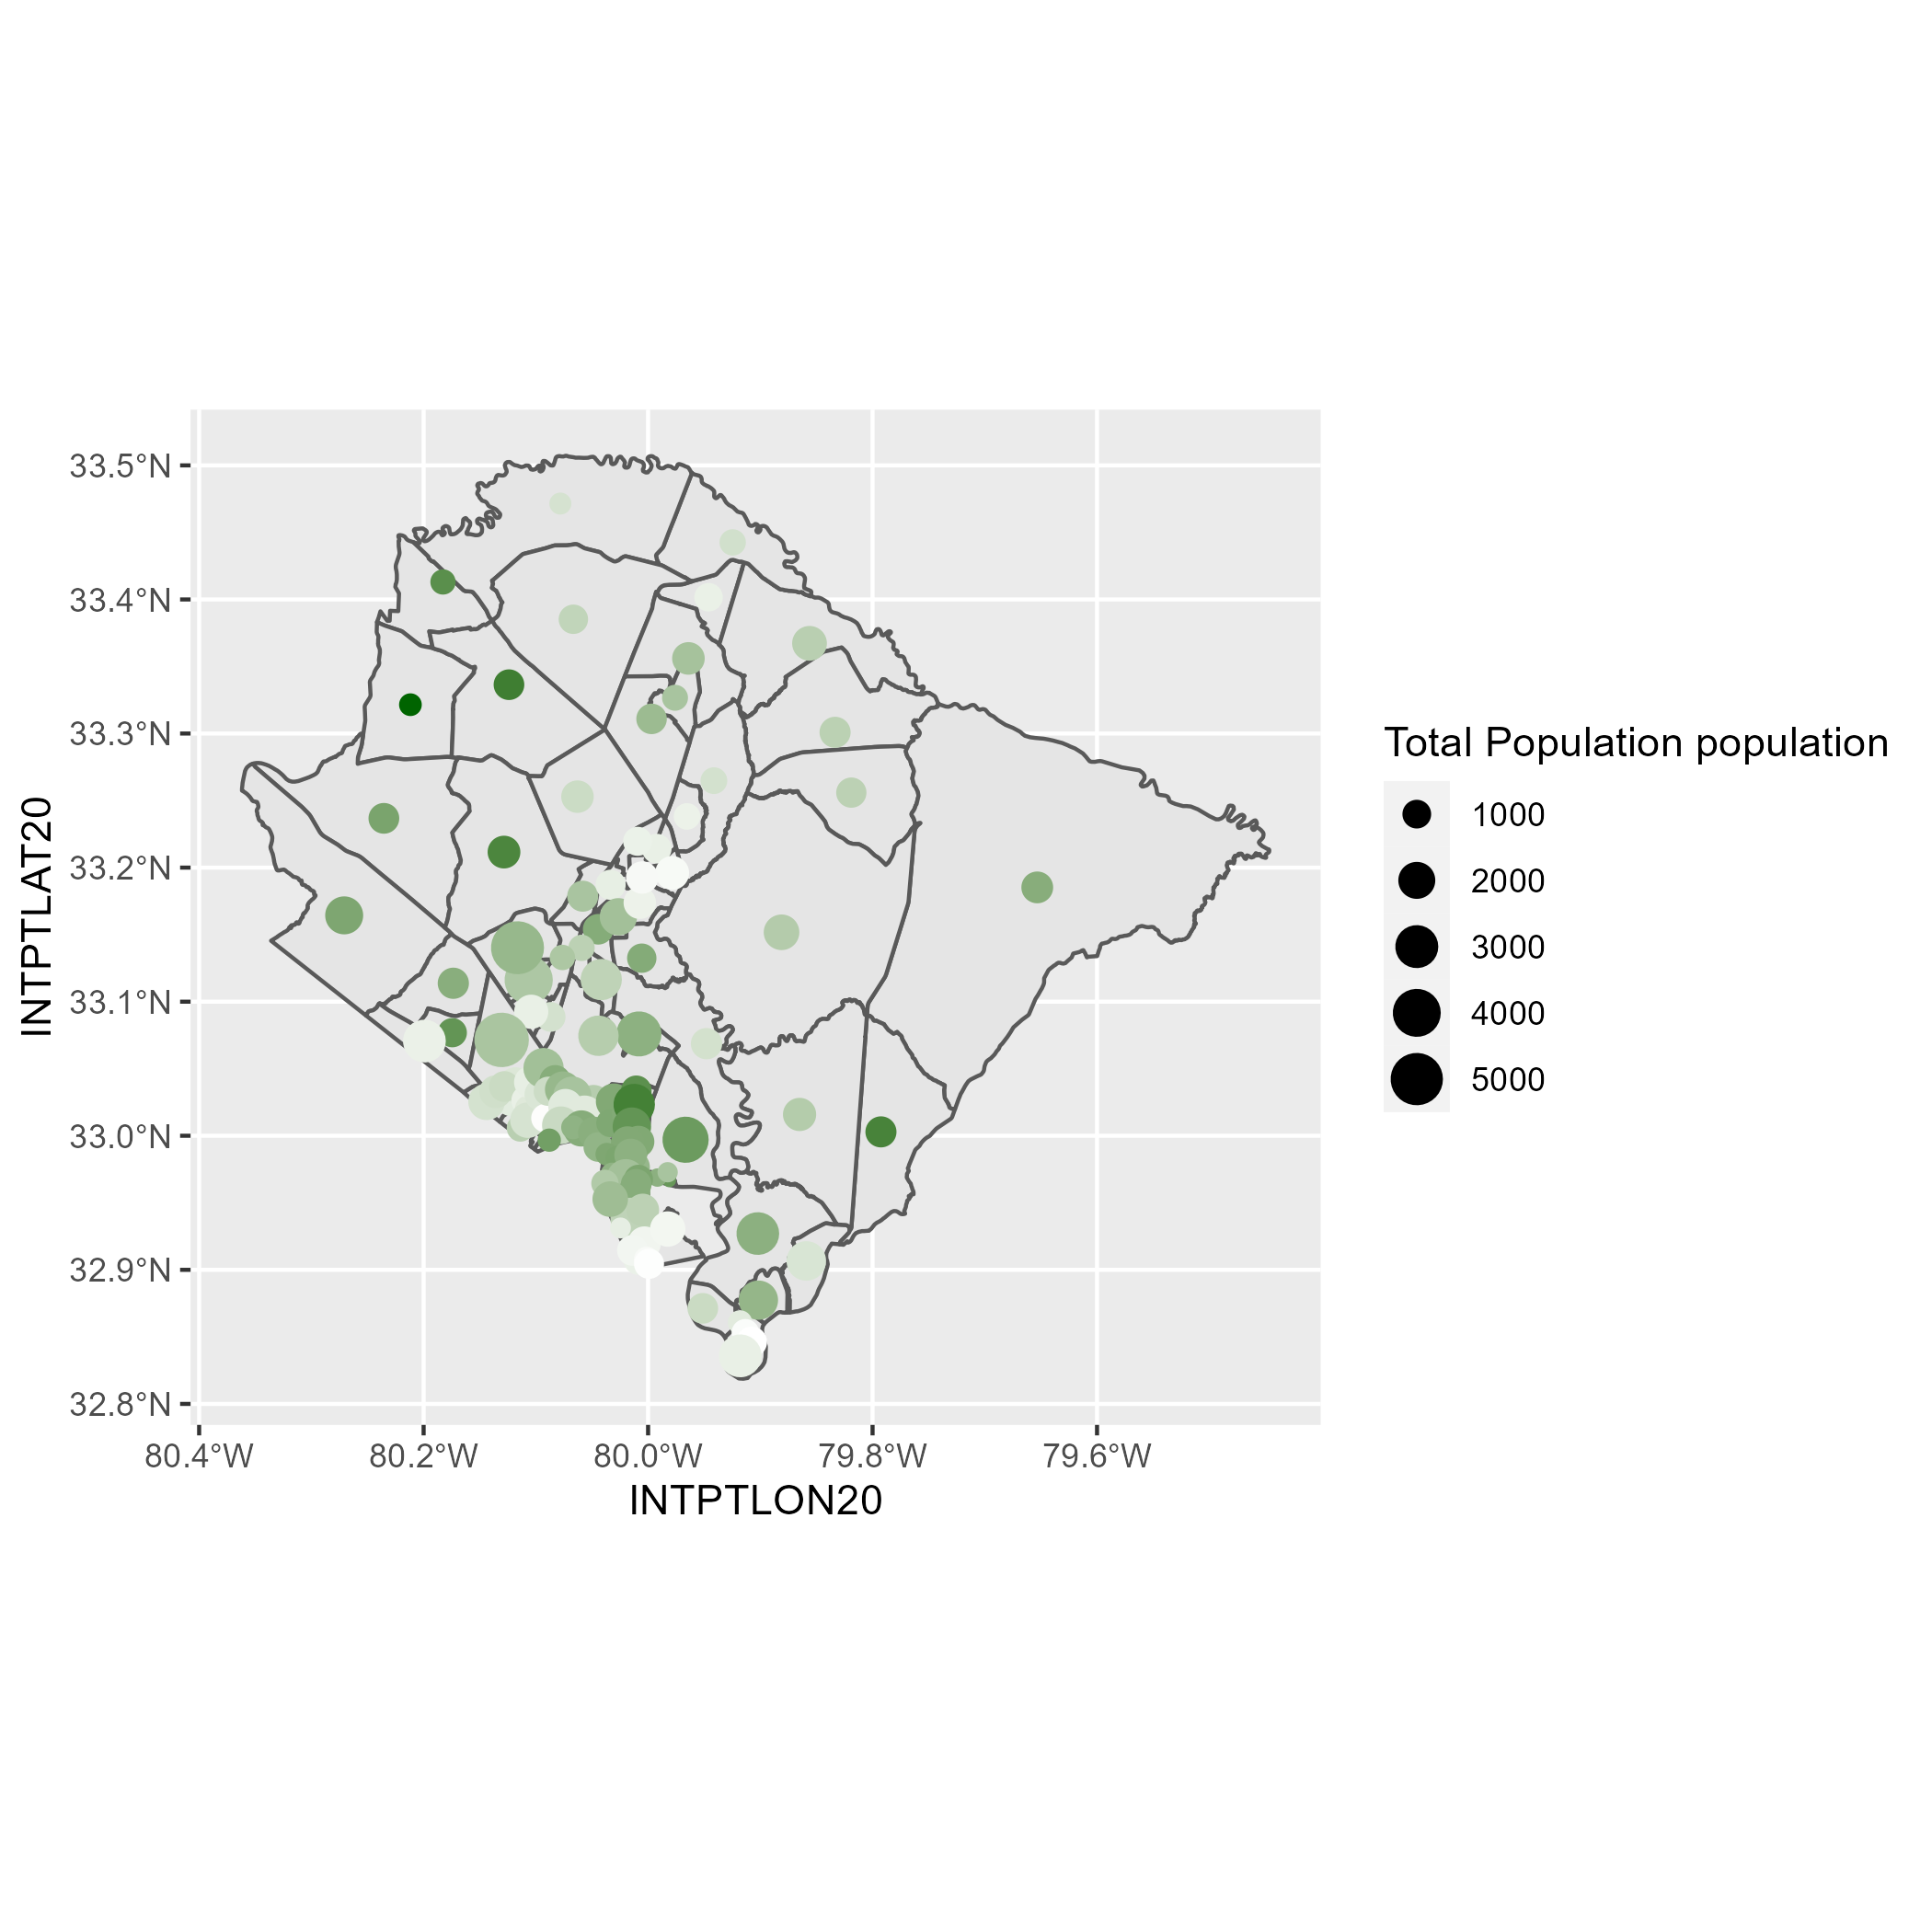 33.5°N
33.4°N
33.3°N
33.2°N
33.1°N
33.0°N
32.9°N
32.8°N
INTPTLAT20
80.4°W 80.2°W 80.0°W 79.8°W 79.6°W
INTPTLON20
Total Population population
1000
2000
3000
4000
5000